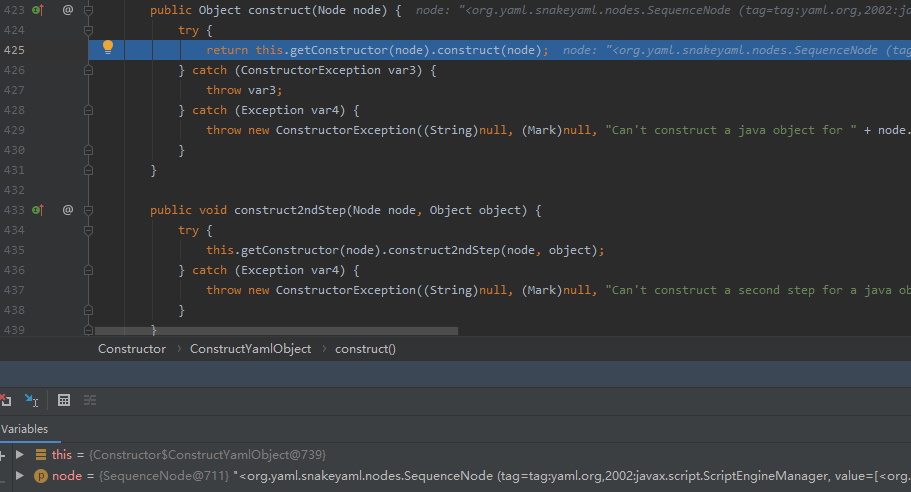 423 @ public Object construct(Node node) { node: "<org.yaml.snakeyaml.nodes.SequenceNode (tag=tag:yaml.org,2002:ja
424 try {
425 return this.getConstructor(node).construct(node); node: "<org.yaml.snakeyaml.nodes.SequenceNode (tag
426 } catch (ConstructorException var3) {
427 throw var3;
428 } catch (Exception var4) {
429 throw new ConstructorException((String)null, (Mark)null, "Can't construct a java object for " + node.
430 }
431 }
432
433 @ public void construct2ndStep(Node node, Object object) {
434 try {
435 this.getConstructor(node).construct2ndStep(node, object);
436 } catch (Exception var4) {
437 throw new ConstructorException((String)null, (Mark)null, "Can't construct a second step for a java ob
438 }
439 }
Constructor › ConstructYamlObject › construct()
Variables
this = {Constructor$ConstructYamlObject@739}
p node = {SequenceNode@711} "<org.yaml.snakeyaml.nodes.SequenceNode (tag=tag:yaml.org,2002:javax.script.ScriptEngineManager, value=[<org.